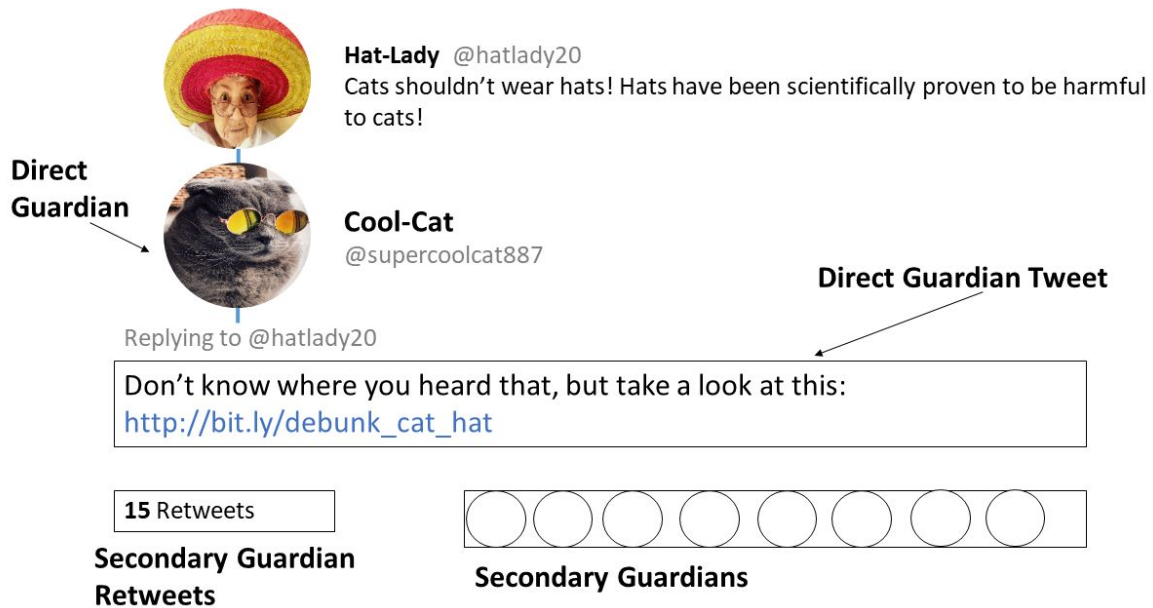 Hat-Lady @hatlady20
Cats shouldn't wear hats! Hats have been scientifically proven to be harmful
to cats!
Direct
Guardian
Cool-Cat
@supercoolcat887
Direct Guardian Tweet
Replying to @hatlady20
Don't know where you heard that, but take a look at this:
http://bit.ly/debunk_cat_hat
15 Retweets
Secondary Guardian
Retweets
Secondary Guardians